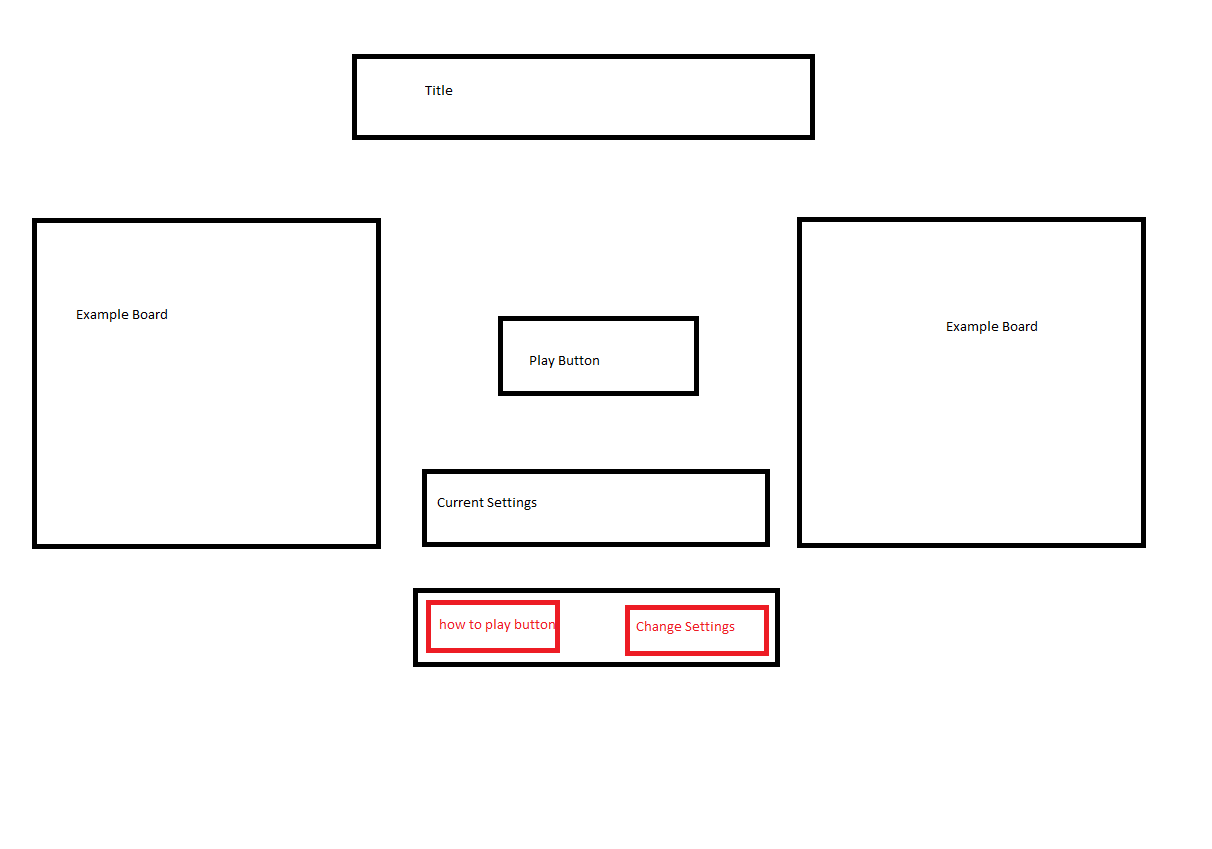 Title
Example Board
Example Board
Play Button
Current Settings
how to play button
Change Settings